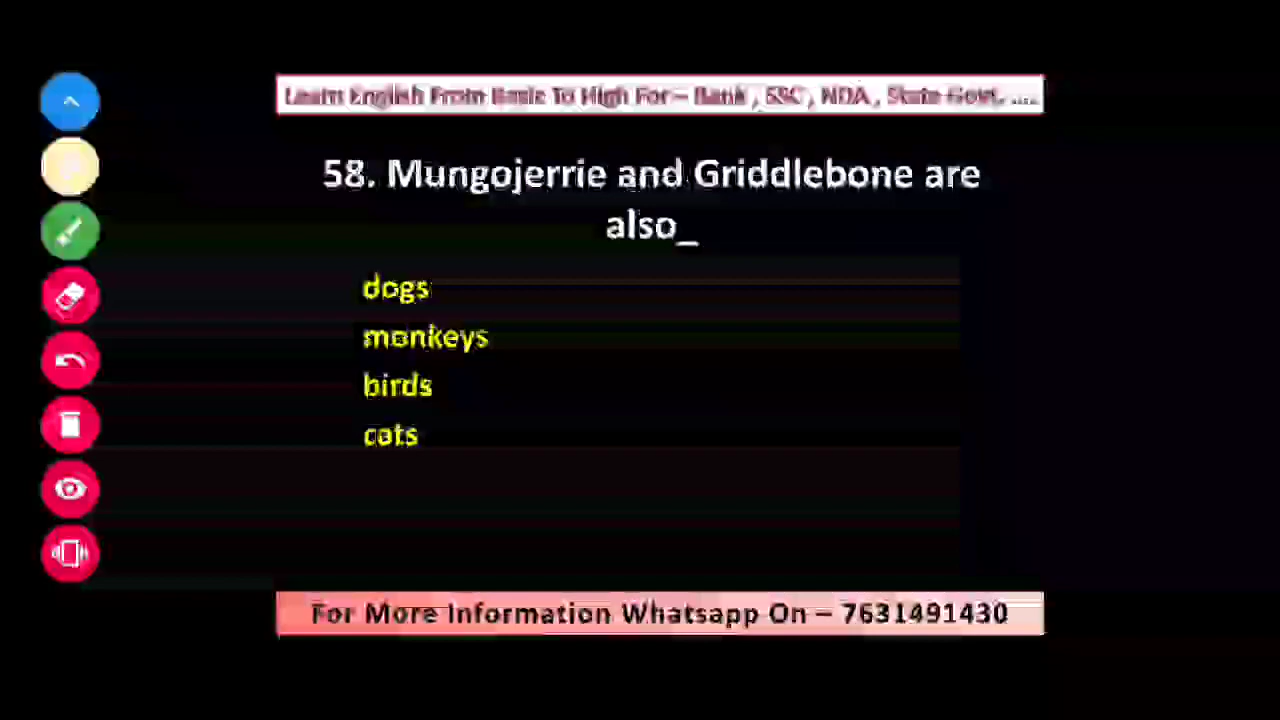 Learn English From Basic To High For – Bank , SSC , NDA , State Govt. ....
58. Mungojerrie and Griddlebone are
also_
dogs
monkeys
birds
cats
For More Information Whatsapp On – 7631491430